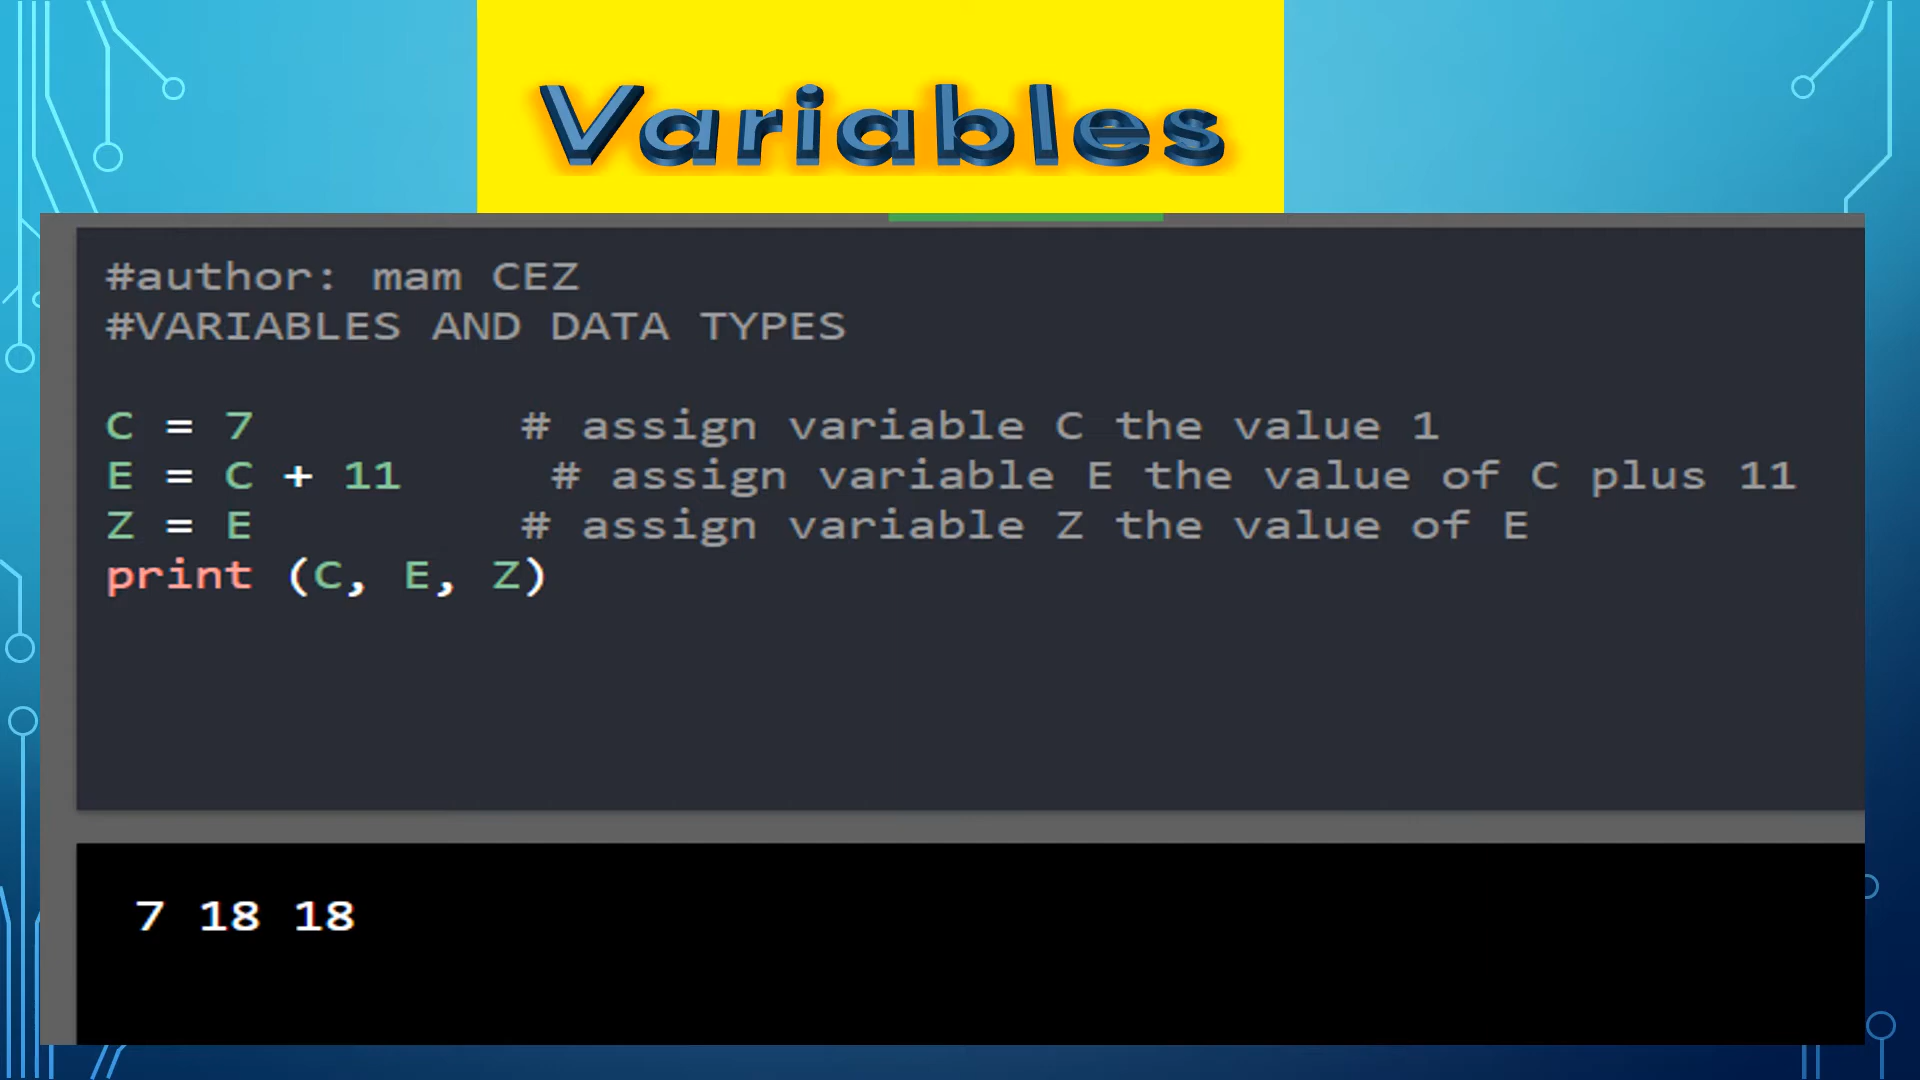 Variables
#author: mam CEZ
#VARIABLES AND DATA TYPES
C = 7 # assign variable C the value 1
E = C + 11 # assign variable E the value of C plus 11
Z = E # assign variable Z the value of E
print (C, E, Z)
7 18 18